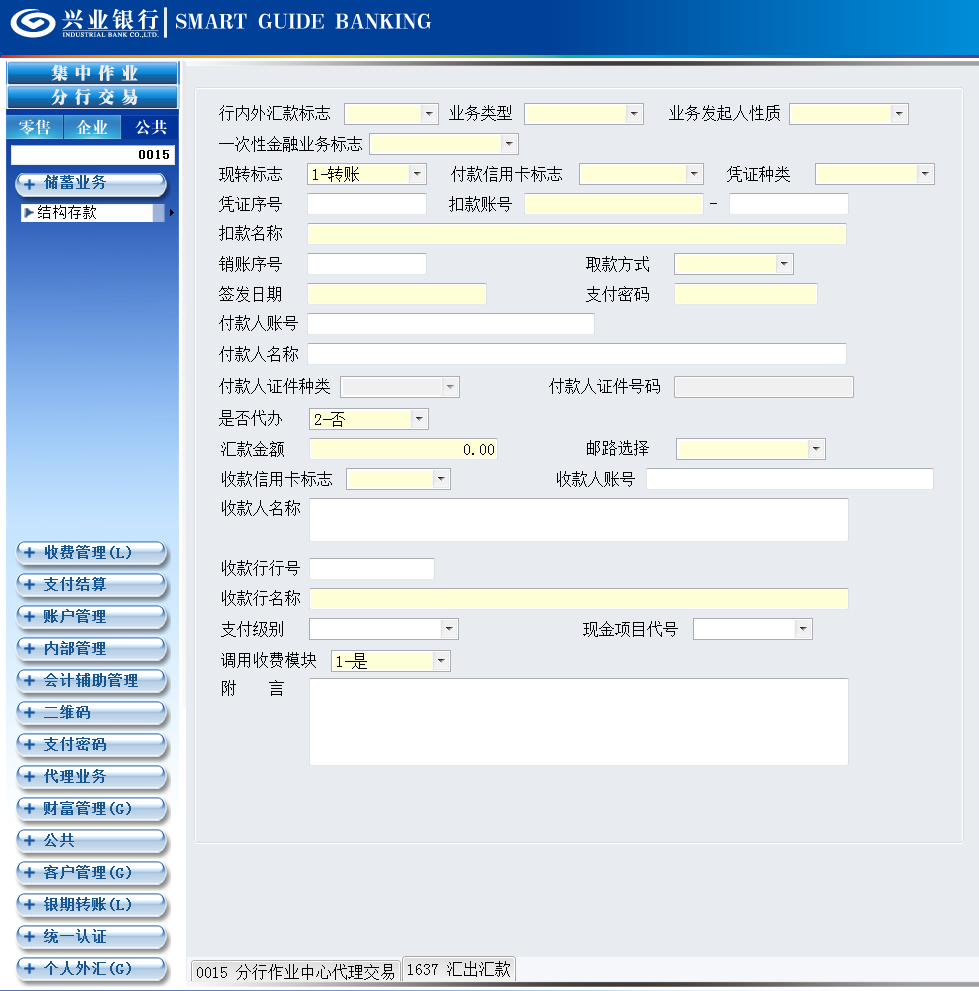 兴业银行 SMART GUIDE BANKING
INDUSTRIAL BANK CO.,LTD.
集中作业
分行交易
零售 企业 公共
0015
储蓄业务
结构存款
收费管理(L)
支付结算
账户管理
内部管理
会计辅助管理
二维码
支付密码
代理业务
财富管理(G)
公共
客户管理(G)
银期转账(L)
统一认证
个人外汇(G)
行内外汇款标志 业务类型 业务发起人性质
一次性金融业务标志
现转标志 1-转账 付款信用卡标志 凭证种类
凭证序号 扣款账号 -
扣款名称
销账序号 取款方式
签发日期 支付密码
付款人账号
付款人名称
付款人证件种类 付款人证件号码
是否代办 2-否
汇款金额 0.00 邮路选择
收款信用卡标志 收款人账号
收款人名称
收款行行号
收款行名称
支付级别 现金项目代号
调用收费模块 1-是
附 言
0015 分行作业中心代理交易 1637 汇出汇款